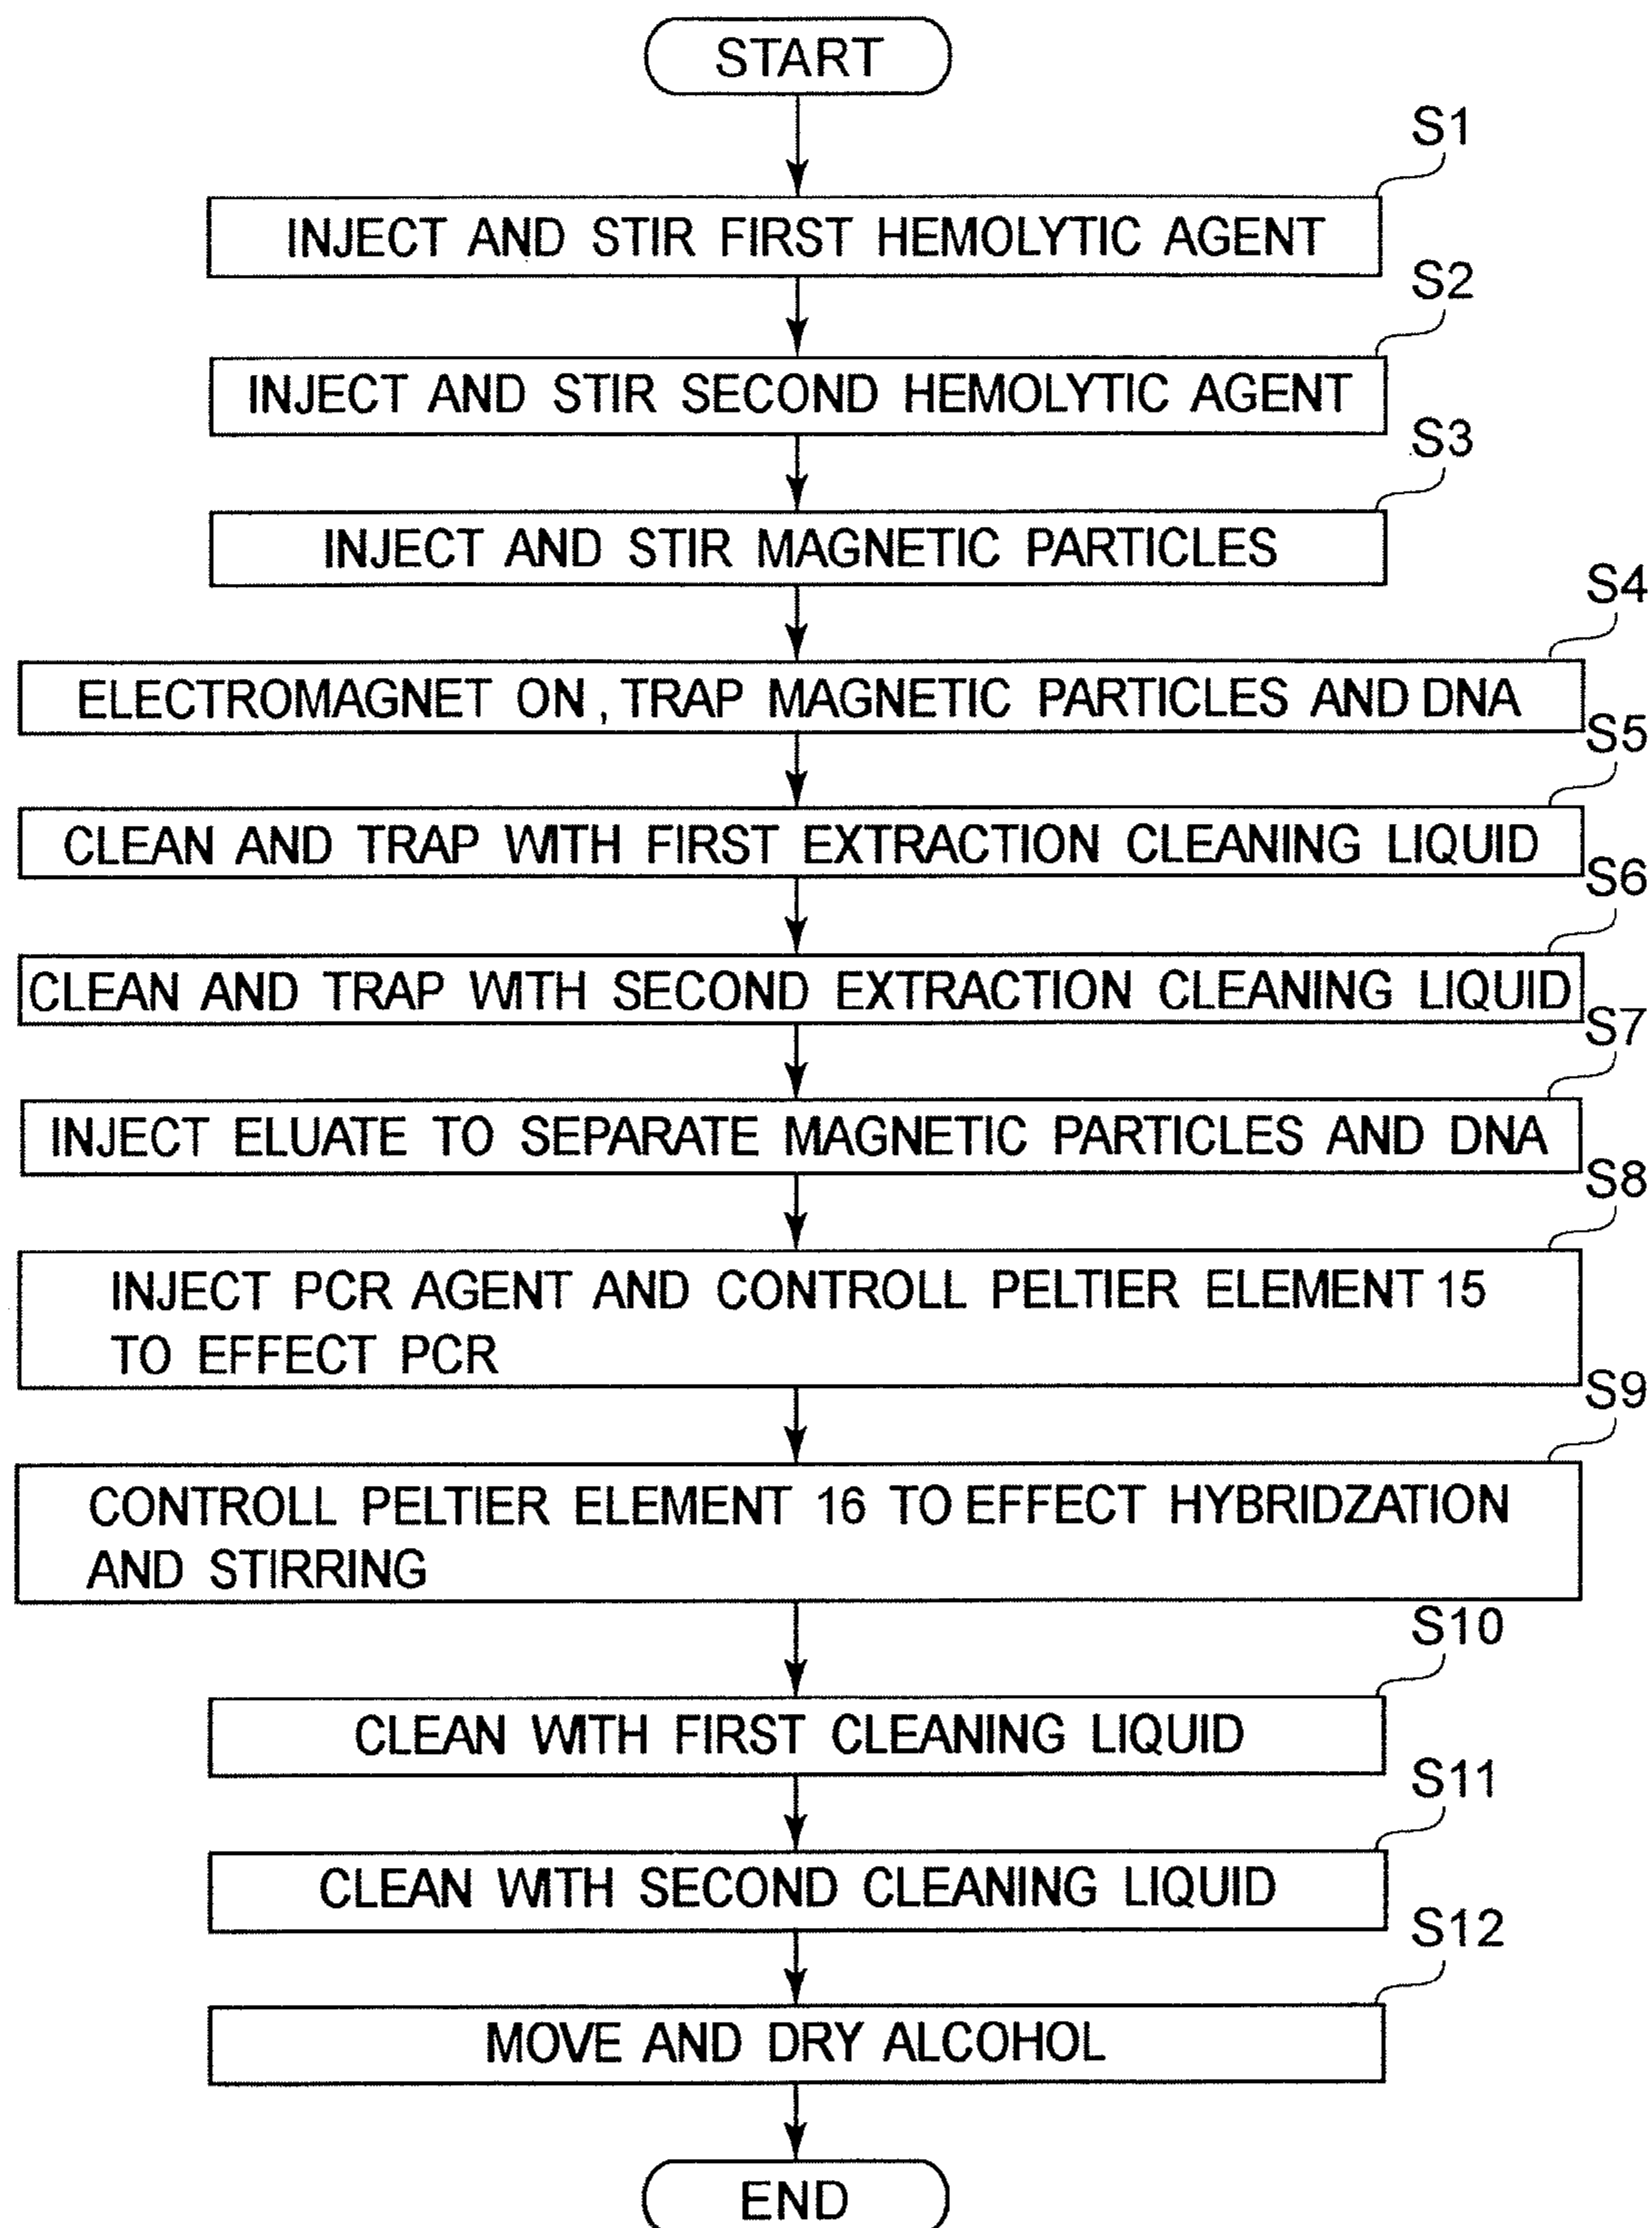 START
S1
INJECT AND STIR FIRST HEMOLYTIC AGENT
S2
INJECT AND STIR SECOND HEMOLYTIC AGENT
S3
INJECT AND STIR MAGNETIC PARTICLES
S4
ELECTROMAGNET ON, TRAP MAGNETIC PARTICLES AND DNA
S5
CLEAN AND TRAP WITH FIRST EXTRACTION CLEANING LIQUID
S6
CLEAN AND TRAP WITH SECOND EXTRACTION CLEANING LIQUID
S7
INJECT ELUATE TO SEPARATE MAGNETIC PARTICLES AND DNA
S8
INJECT PCR AGENT AND CONTROLL PELTIER ELEMENT 15
TO EFFECT PCR
S9
CONTROLL PELTIER ELEMENT 16 TO EFFECT HYBRIDZATION
AND STIRRING
S10
CLEAN WITH FIRST CLEANING LIQUID
S11
CLEAN WITH SECOND CLEANING LIQUID
S12
MOVE AND DRY ALCOHOL
END